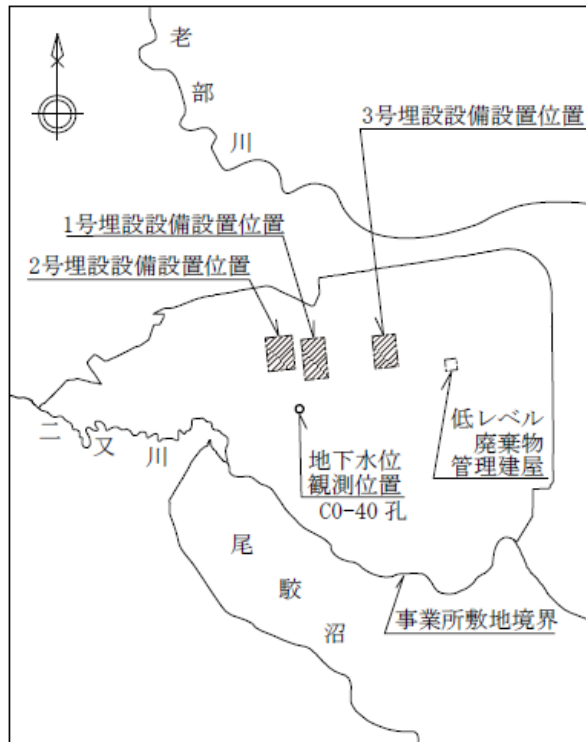 老部川
3号埋設設備設置位置
1号埋設設備設置位置
2号埋設設備設置位置
二又川
地下水位
観測位置
CO-40 孔
低レベル
廃棄物
管理建屋
尾駮沼
事業所敷地境界